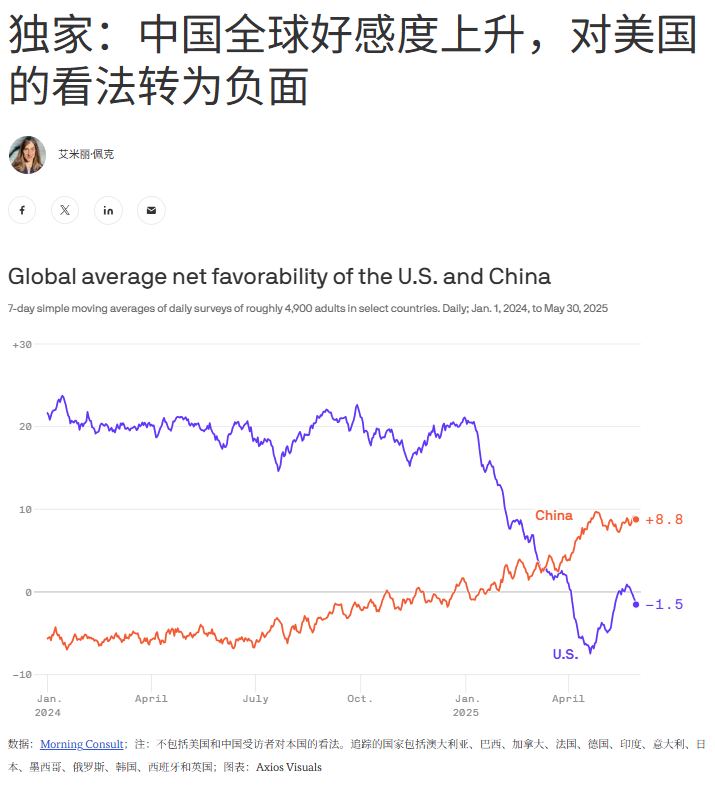 独家：中国全球好感度上升，对美国
的看法转为负面
艾米丽·佩克
Global average net favorability of the U.S. and China
7-day simple moving averages of daily surveys of roughly 4,900 adults in select countries. Daily; Jan. 1, 2024, to May 30, 2025
+30
20
10
China
+8.8
0
−1.5
U.S.
−10
Jan. April July Oct. Jan. April
2024 2025
数据：Morning Consult；注：不包括美国和中国受访者对本国的看法。追踪的国家包括澳大利亚、巴西、加拿大、法国、德国、印度、意大利、日
本、墨西哥、俄罗斯、韩国、西班牙和英国；图表：Axios Visuals